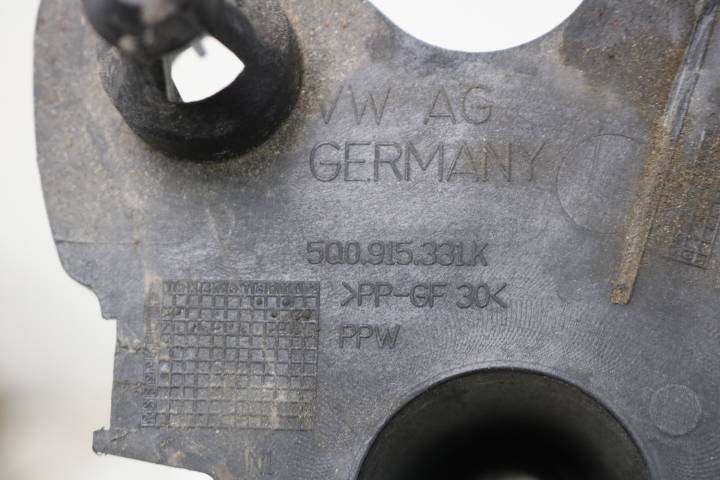 VW AG
GERMANY
5Q0.915.331.K
>PP-GF 30<
PPW